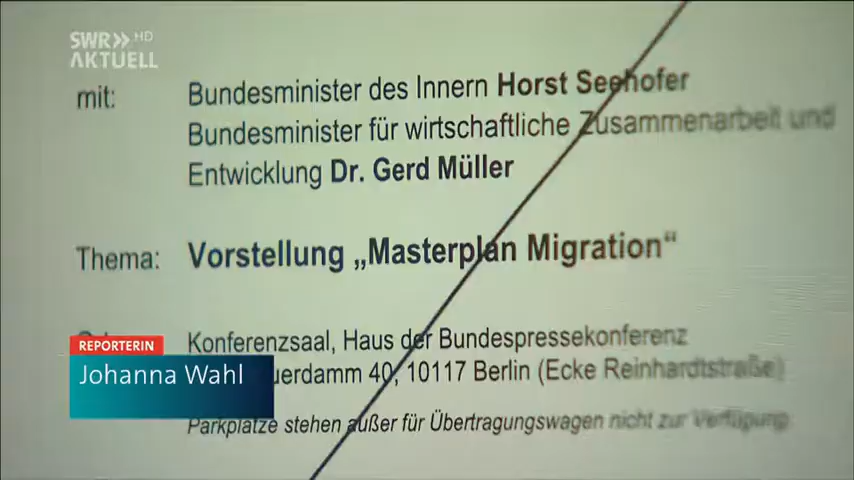 SWR» HD
AKTUELL
mit: Bundesminister des Innern Horst Seehofer
Bundesminister für wirtschaftliche Zusammenarbeit und
Entwicklung Dr. Gerd Müller
Thema: Vorstellung „Masterplan Migration“
Konferenzsaal, Haus der Bundespressekonferenz
uerdamm 40, 10117 Berlin (Ecke Reinhardtstraße)
Parkplätze stehen außer für Übertragungswagen nicht zur Verfügung
REPORTERIN
Johanna Wahl